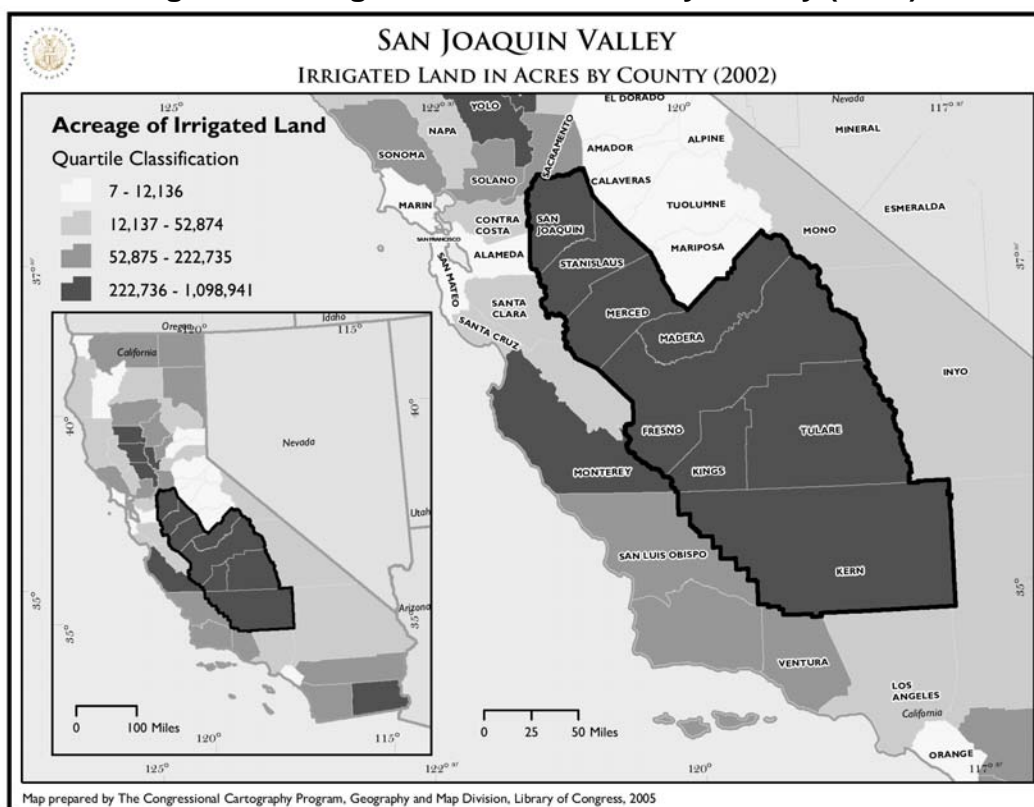 SAN JOAQUIN VALLEY
IRRIGATED LAND IN ACRES BY COUNTY (2002)
Acreage of Irrigated Land
Quartile Classification
7 - 12,136
12,137 - 52,874
52,875 - 222,735
222,736 - 1,098,941
125°
120°
YOLO
EL DORADO
Nevada
NAPA
SACRAMENTO
ALPINE
MINERAL
SONOMA
AMADOR
SOLANO
CALAVERAS
MARIN
TUOLUMNE
ESMERALDA
CONTRA
COSTA
SAN
JOAQUIN
MONO
SAN FRANCISCO
ALAMEDA
MARIPOSA
STANISLAUS
SAN MATEO
SANTA
CLARA
MERCED
SANTA CRUZ
MADERA
INYO
FRESNO
TULARE
MONTEREY
KINGS
SAN LUIS OBISPO
KERN
35°
VENTURA
LOS
ANGELES
California
ORANGE
0 25 50 Miles
120°
125°
Oregon
120°
Idaho
115°
California
40°
40°
Nevada
Utah
35°
35°
Arizona
0 100 Miles
120°
115°
Map prepared by The Congressional Cartography Program, Geography and Map Division, Library of Congress, 2005